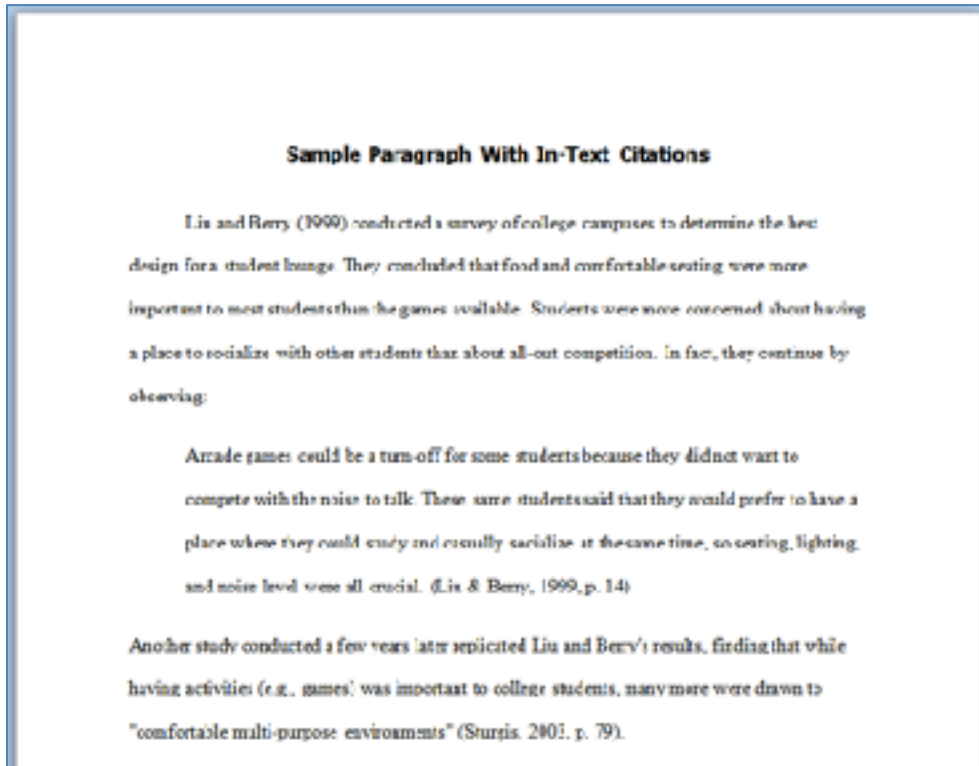 Sample Paragraph With In-Text Citations
Liu and Berry (1999) conducted a survey of college campuses to determine the best
design for a student lounge. They concluded that food and comfortable seating were more
important to most students than the games available. Students were more concerned about having
a place to socialize with other students than about all-out competition. In fact, they continue by
observing:
Arcade games could be a turn-off for some students because they did not want to
compete with the noise to talk. These same students said that they would prefer to have a
place where they could study and casually socialize at the same time, so seating, lighting,
and noise level were all crucial. (Liu & Berry, 1999, p. 14)
Another study conducted a few years later replicated Liu and Berry's results, finding that while
having activities (e.g., games) was important to college students, many more were drawn to
"comfortable multi-purpose environments" (Sturgis, 2003, p. 79).